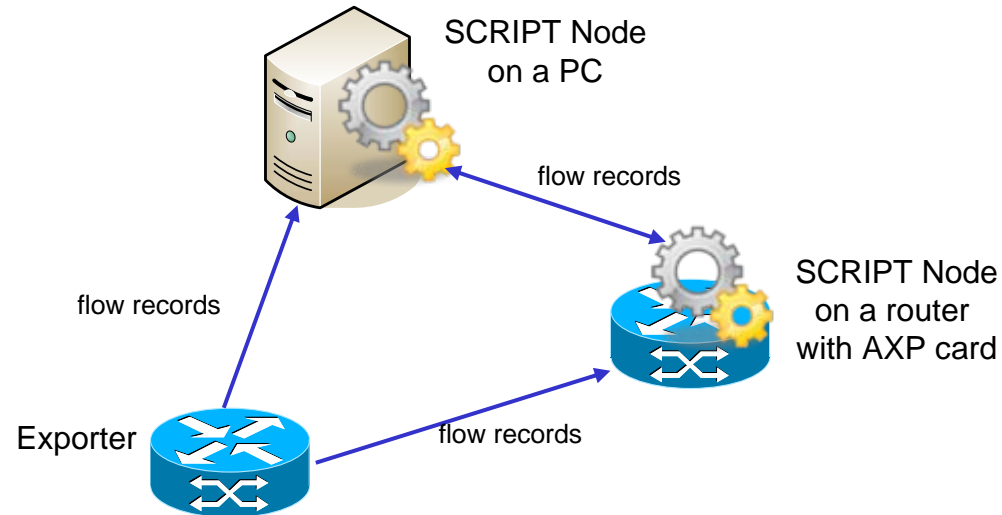 SCRIPT Node
on a PC
flow records
SCRIPT Node
on a router
with AXP card
flow records
Exporter
flow records